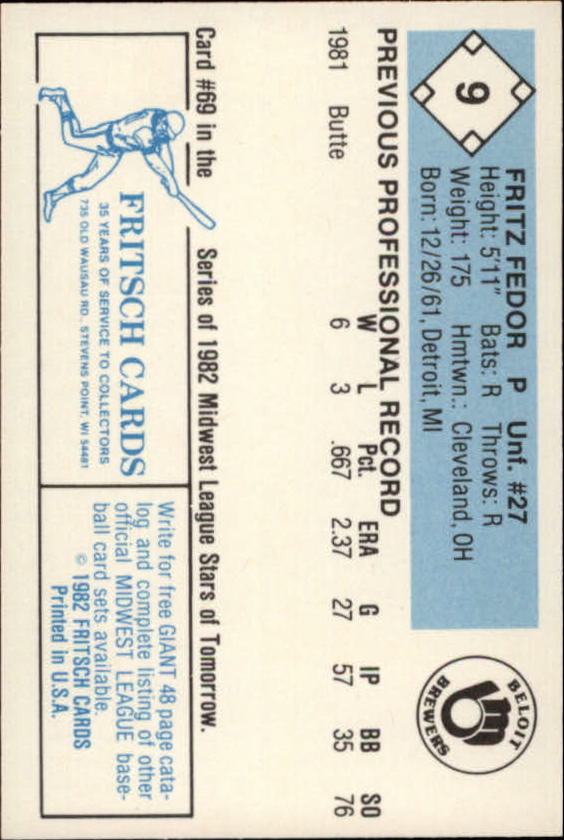 9
FRITZ FEDOR P Unf. #27
Height: 5'11" Bats: R Throws: R
Weight: 175 Hmtwn.: Cleveland, OH
Born: 12/26/61, Detroit, MI
BELOIT
BREWERS
PREVIOUS PROFESSIONAL RECORD
W L Pct. ERA G IP BB SO
1981 Butte 6 3 .667 2.37 27 57 35 76
Card #69 in the Series of 1982 Midwest League Stars of Tomorrow.
FRITSCH CARDS
35 YEARS OF SERVICE TO COLLECTORS
735 OLD WAUSAU RD., STEVENS POINT, WI 54481
Write for free GIANT 48 page cata-
log and complete listing of other
official MIDWEST LEAGUE base-
ball card sets available.
© 1982 FRITSCH CARDS
Printed in U.S.A.